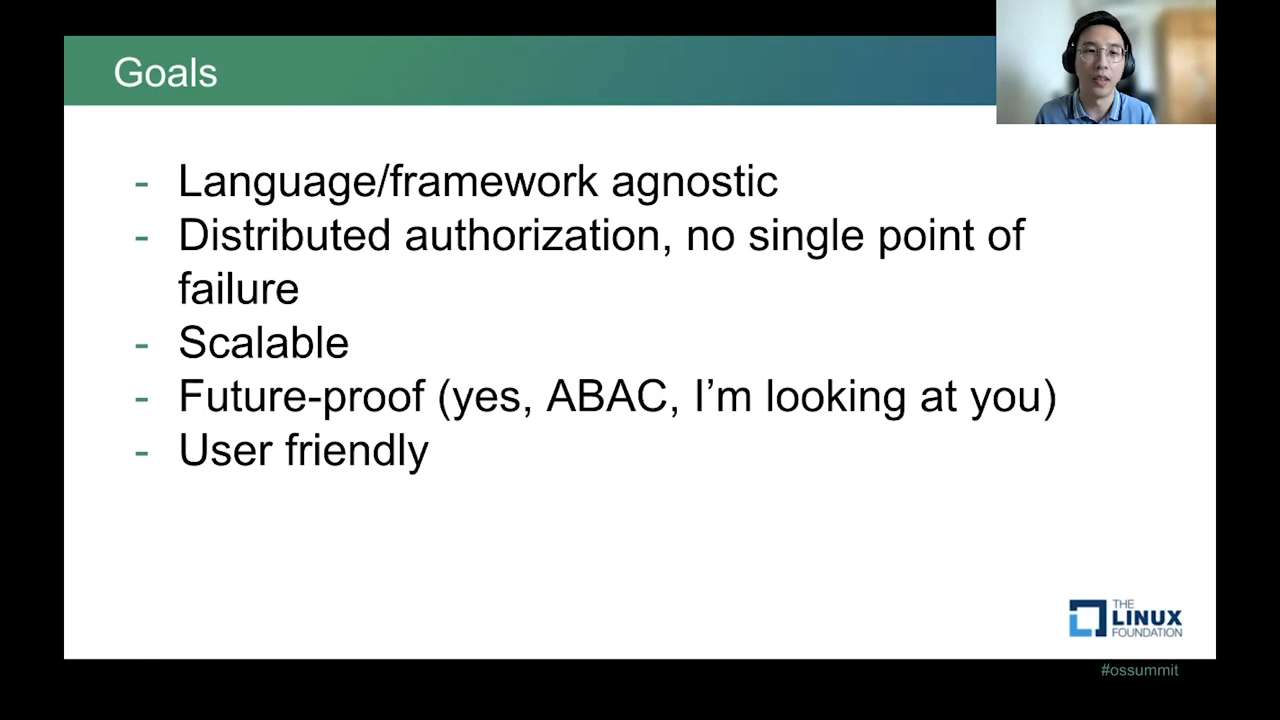 Goals
- Language/framework agnostic
- Distributed authorization, no single point of
failure
- Scalable
- Future-proof (yes, ABAC, I’m looking at you)
- User friendly
THE
LINUX
FOUNDATION
#ossummit